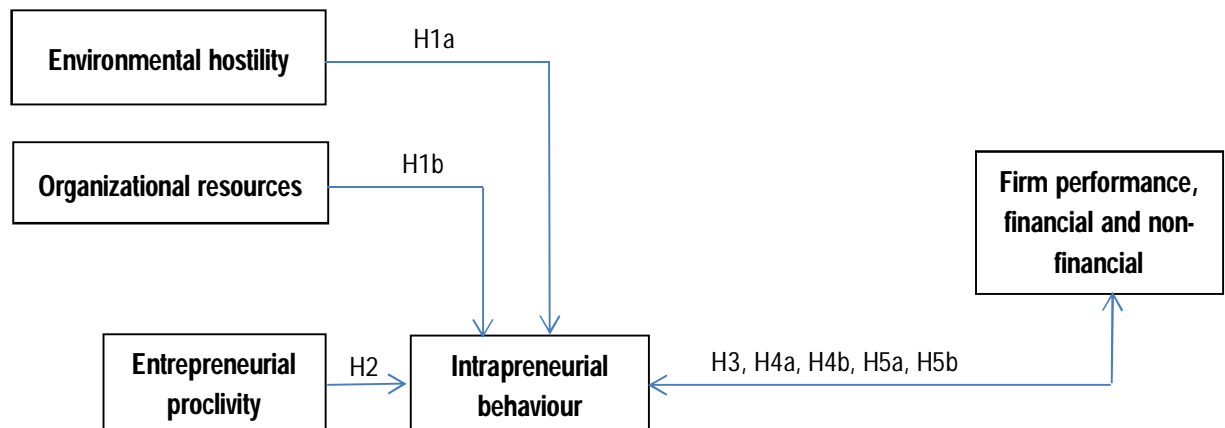 H1a
Environmental hostility
H1b
Organizational resources
Firm performance,
financial and non-
financial
Entrepreneurial
proclivity
H2
Intrapreneurial
behaviour
H3, H4a, H4b, H5a, H5b